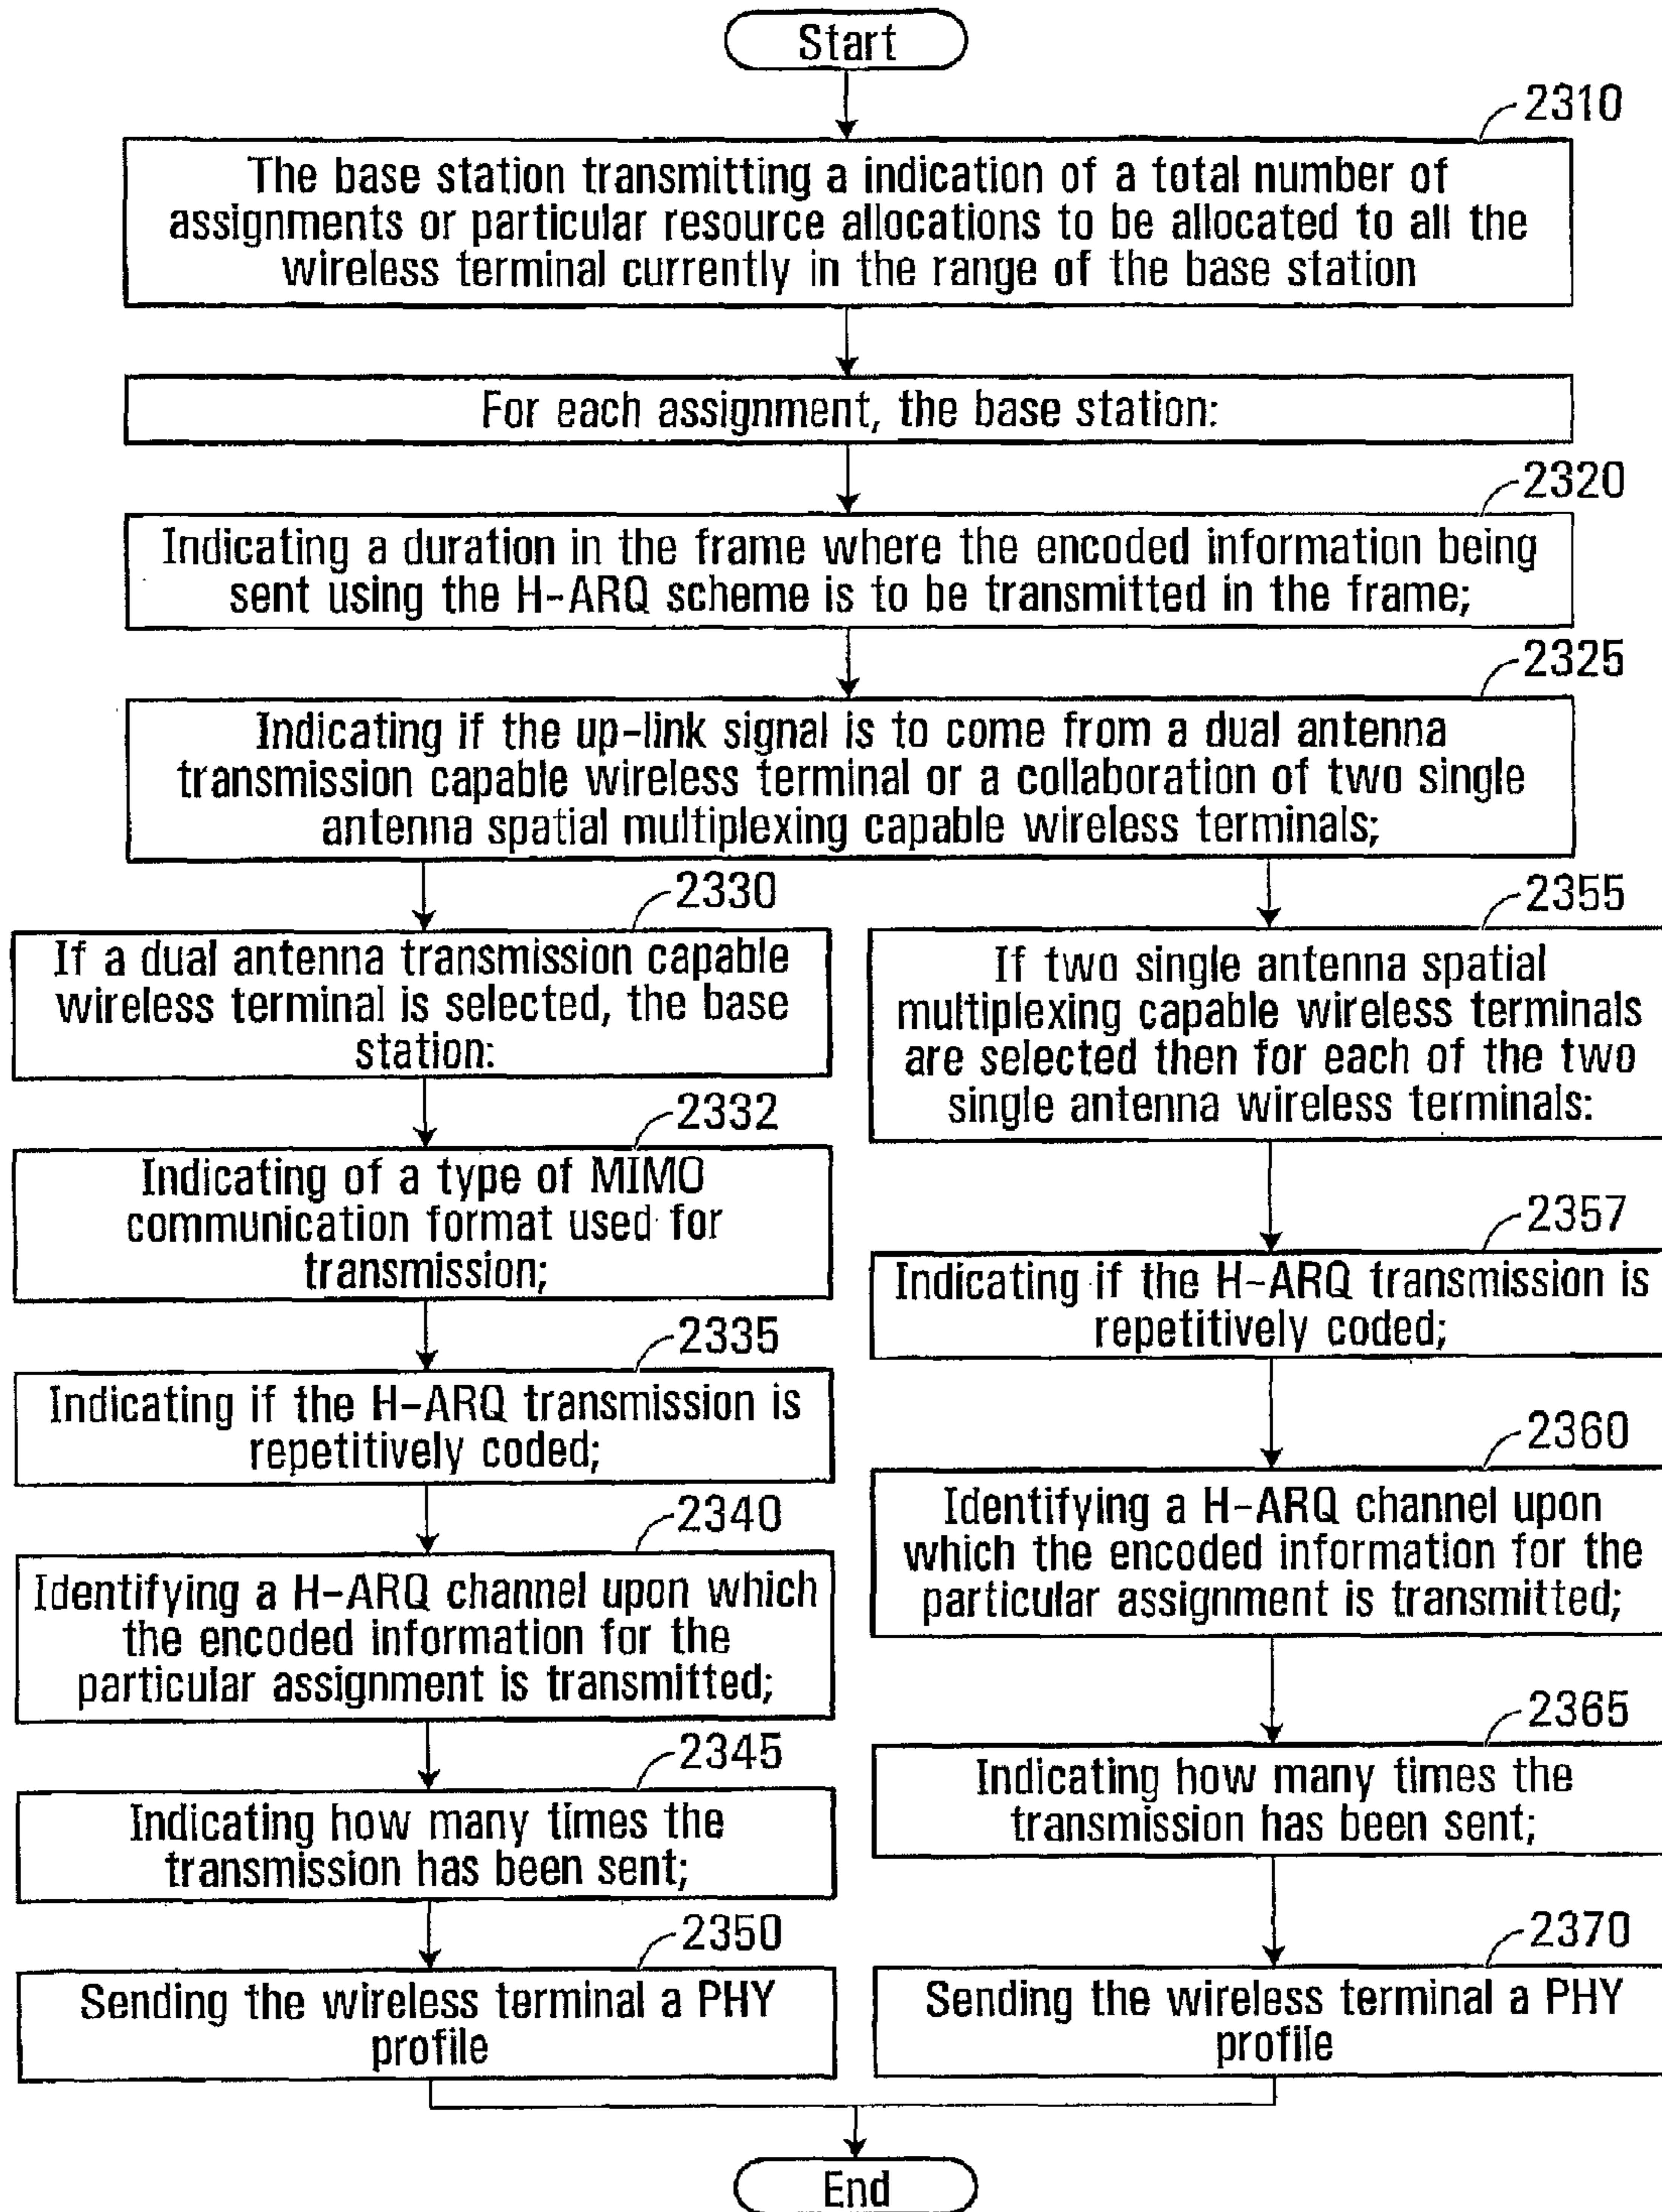 Start
2310
The base station transmitting a indication of a total number of
assignments or particular resource allocations to be allocated to all the
wireless terminal currently in the range of the base station
For each assignment, the base station:
2320
Indicating a duration in the frame where the encoded information being
sent using the H-ARQ scheme is to be transmitted in the frame;
2325
Indicating if the up-link signal is to come from a dual antenna
transmission capable wireless terminal or a collaboration of two single
antenna spatial multiplexing capable wireless terminals;
2330
If a dual antenna transmission capable
wireless terminal is selected, the base
station:
2332
Indicating of a type of MIMO
communication format used for
transmission;
2335
Indicating if the H-ARQ transmission is
repetitively coded;
2340
Identifying a H-ARQ channel upon which
the encoded information for the
particular assignment is transmitted;
2345
Indicating how many times the
transmission has been sent;
2350
Sending the wireless terminal a PHY
profile
2355
If two single antenna spatial
multiplexing capable wireless terminals
are selected then for each of the two
single antenna wireless terminals:
2357
Indicating if the H-ARQ transmission is
repetitively coded;
2360
Identifying a H-ARQ channel upon
which the encoded information for the
particular assignment is transmitted;
2365
Indicating how many times the
transmission has been sent;
2370
Sending the wireless terminal a PHY
profile
End